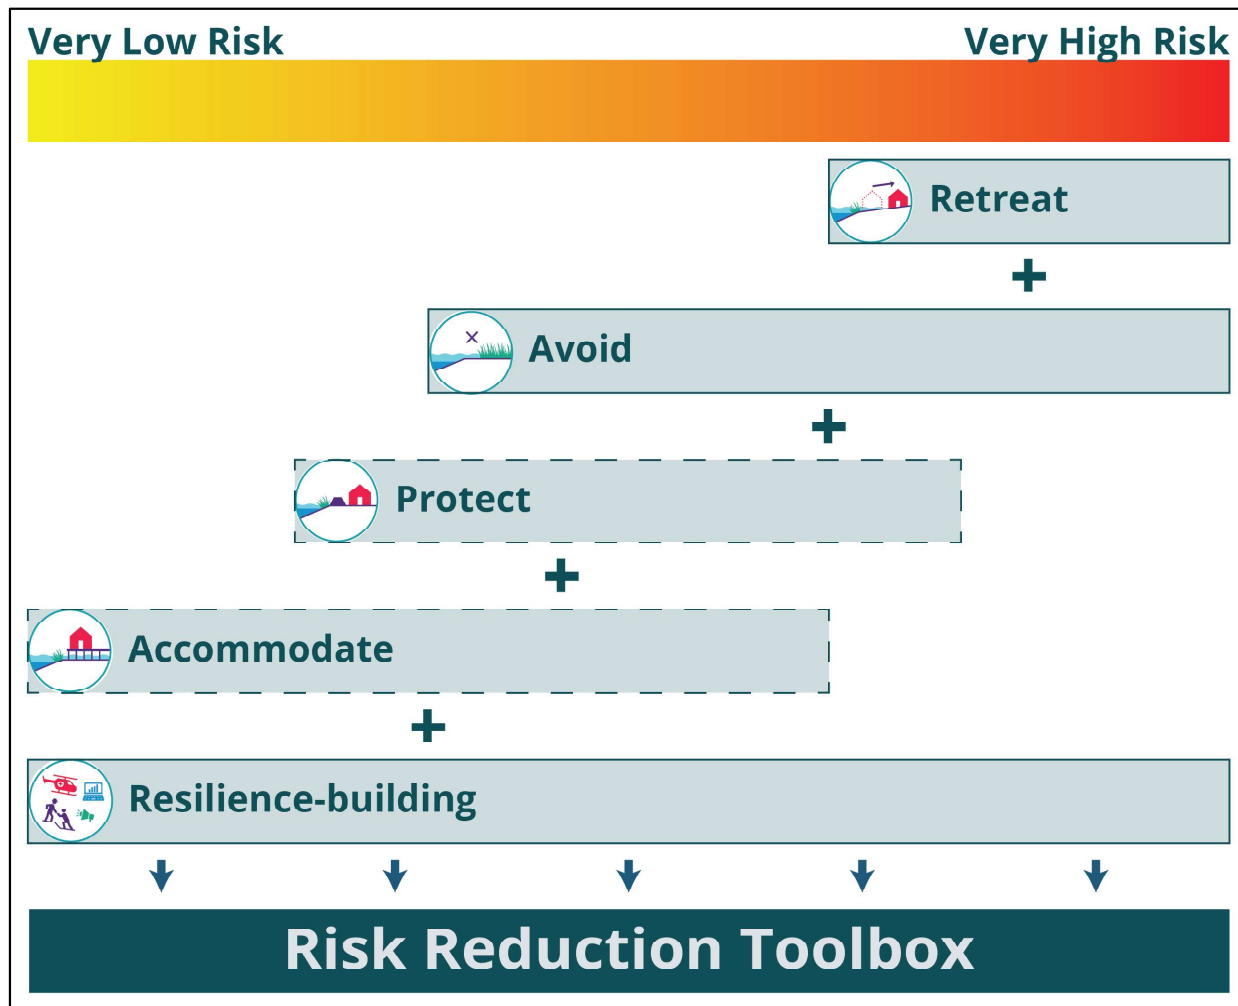 Very Low Risk
Very High Risk
Retreat
+
Avoid
+
Protect
+
Accommodate
+
Resilience-building
Risk Reduction Toolbox